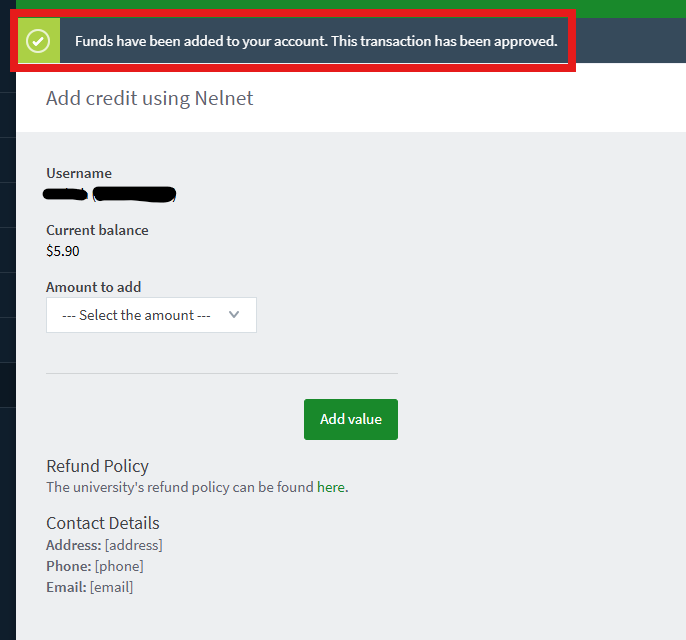 Funds have been added to your account. This transaction has been approved.
Add credit using Nelnet
Username
Current balance
$5.90
Amount to add
--- Select the amount ---
Add value
Refund Policy
The university's refund policy can be found here.
Contact Details
Address: [address]
Phone: [phone]
Email: [email]